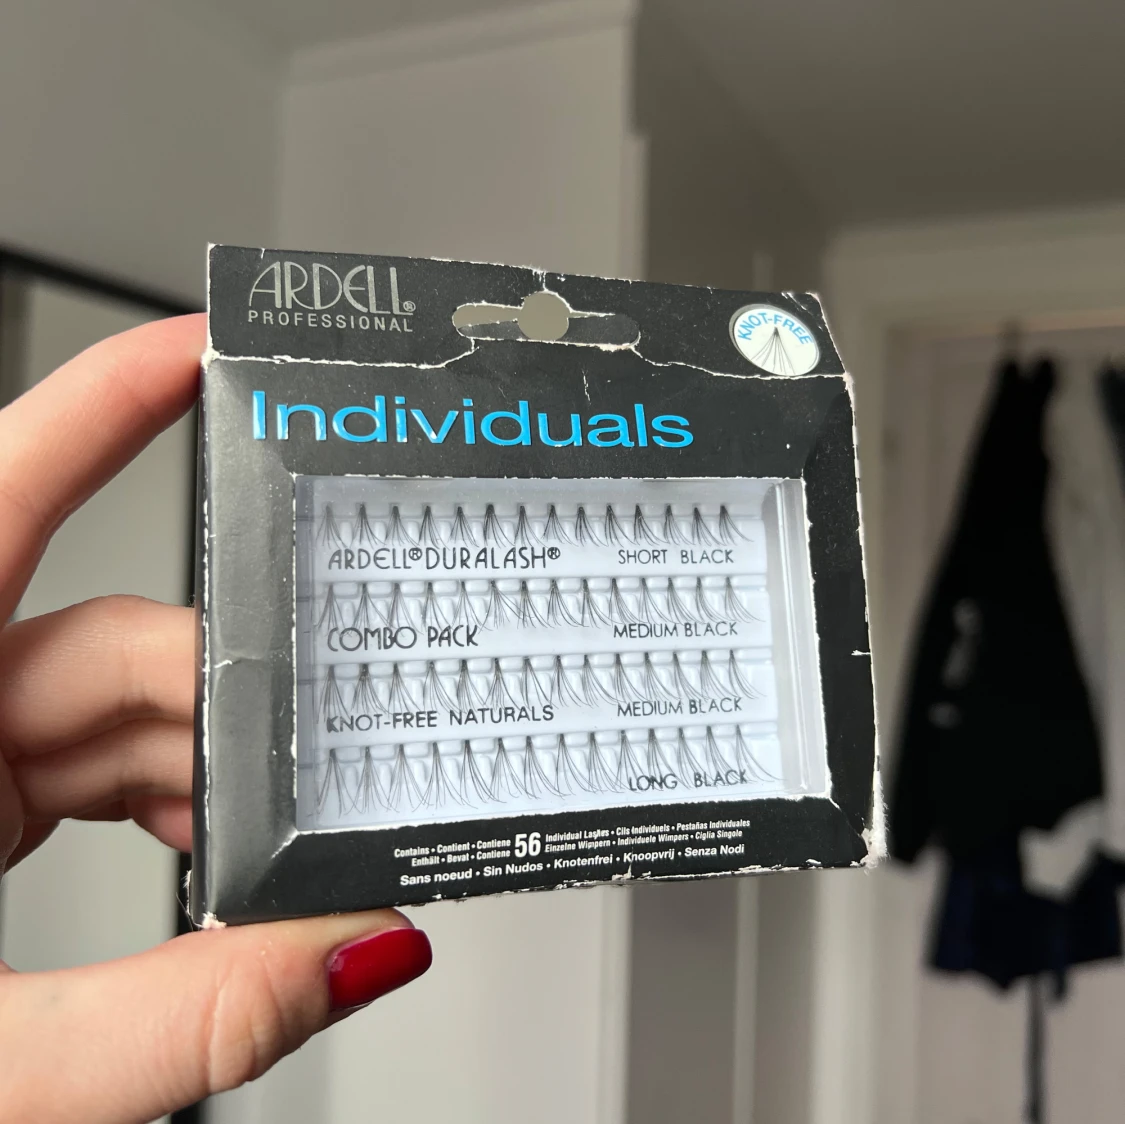 ARDELL®
PROFESSIONAL
KNOT-FREE
Individuals
ARDELL® DURALASH® SHORT BLACK
COMBO PACK MEDIUM BLACK
KNOT-FREE NATURALS MEDIUM BLACK
LONG BLACK
Contains • Contient • Contiene 56 Individual Lashes • Cils Individuels • Pestañas Individuales
Enthält • Bevat • Contiene Einzelne Wimpern • Individuele Wimpers • Ciglia Singole
Sans noeud • Sin Nudos • Knotenfrei • Knoopvrij • Senza Nodi